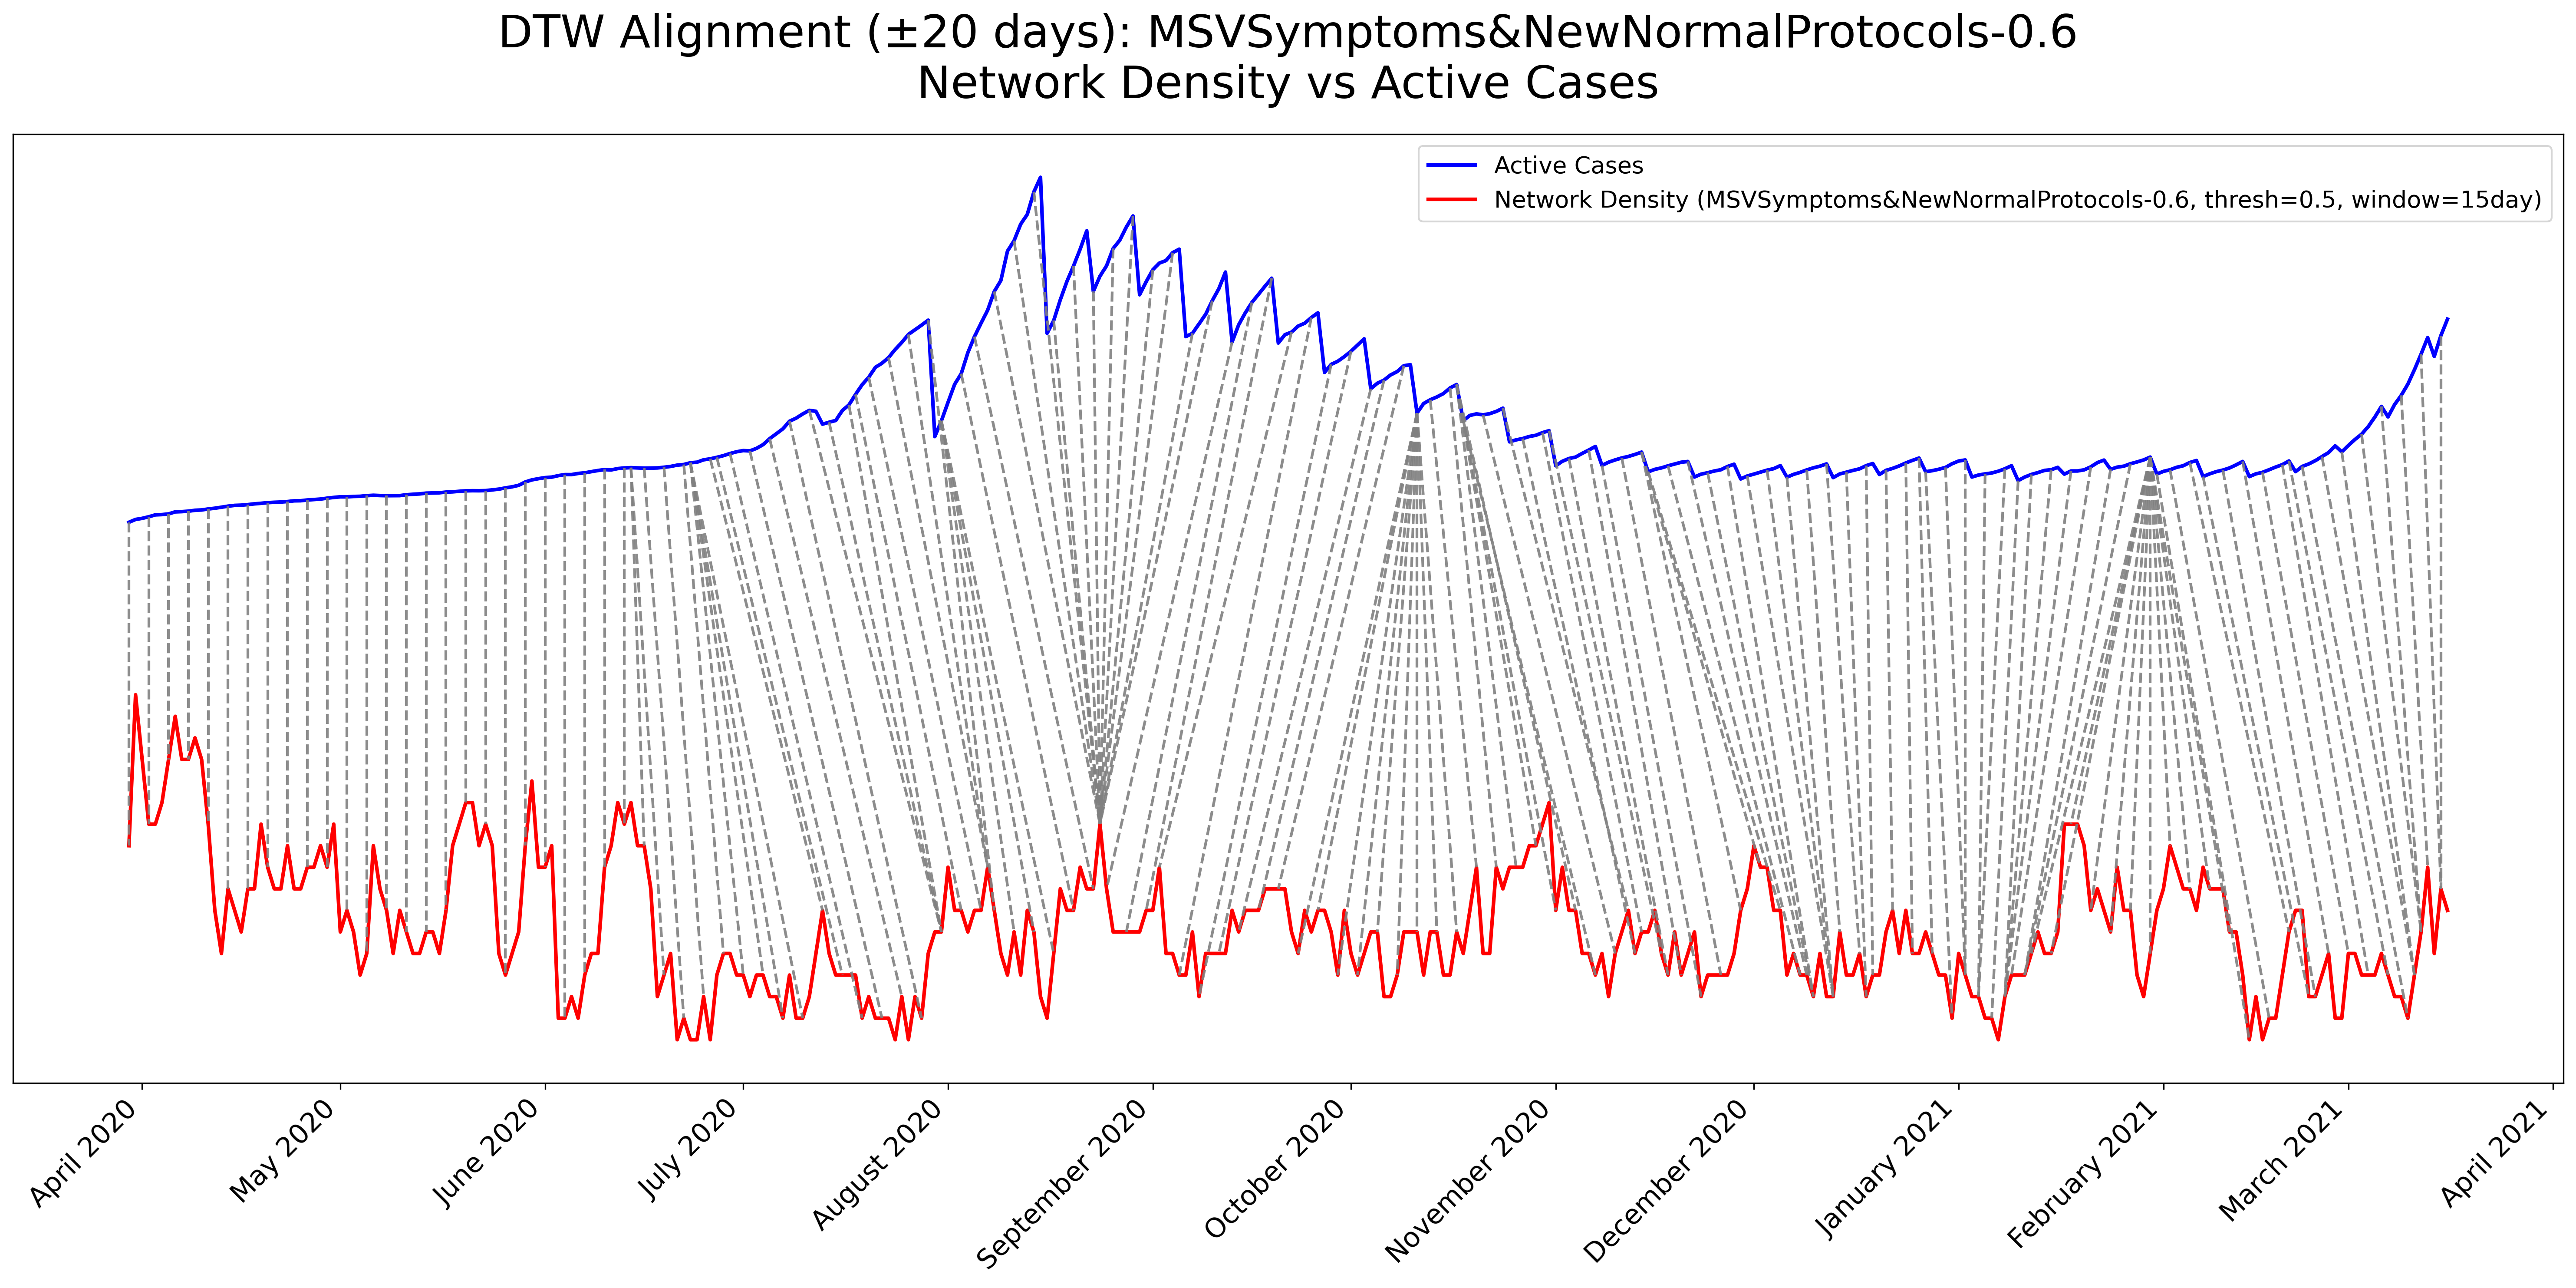 DTW Alignment (±20 days): MSVSymptoms&NewNormalProtocols-0.6
Network Density vs Active Cases
Active Cases
Network Density (MSVSymptoms&NewNormalProtocols-0.6, thresh=0.5, window=15day)
April 2020
May 2020
June 2020
July 2020
August 2020
September 2020
October 2020
November 2020
December 2020
January 2021
February 2021
March 2021
April 2021